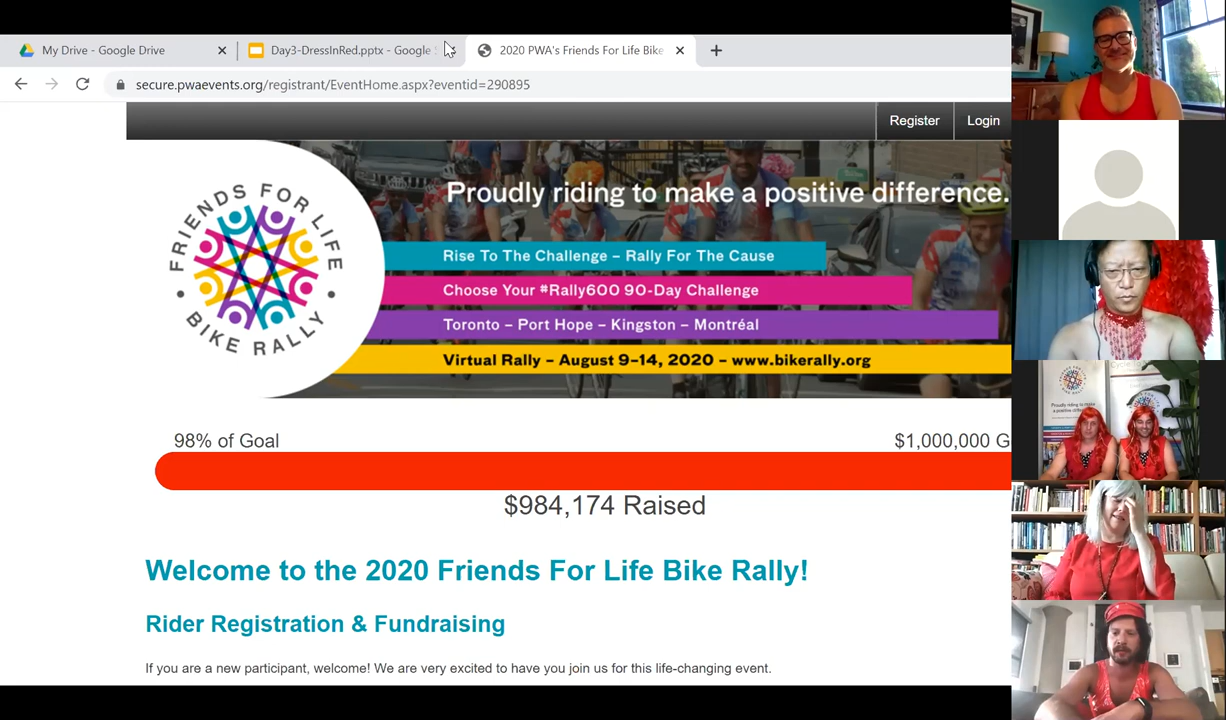 My Drive - Google Drive
Day3-DressInRed.pptx - Google S
2020 PWA's Friends For Life Bike
secure.pwaevents.org/registrant/EventHome.aspx?eventid=290895
Register
Login
FRIENDS FOR LIFE
• BIKE RALLY •
Proudly riding to make a positive difference.
Rise To The Challenge – Rally For The Cause
Choose Your #Rally600 90-Day Challenge
Toronto – Port Hope – Kingston – Montréal
Virtual Rally – August 9–14, 2020 – www.bikerally.org
98% of Goal
$1,000,000 G
$984,174 Raised
Welcome to the 2020 Friends For Life Bike Rally!
Rider Registration & Fundraising
If you are a new participant, welcome! We are very excited to have you join us for this life-changing event.